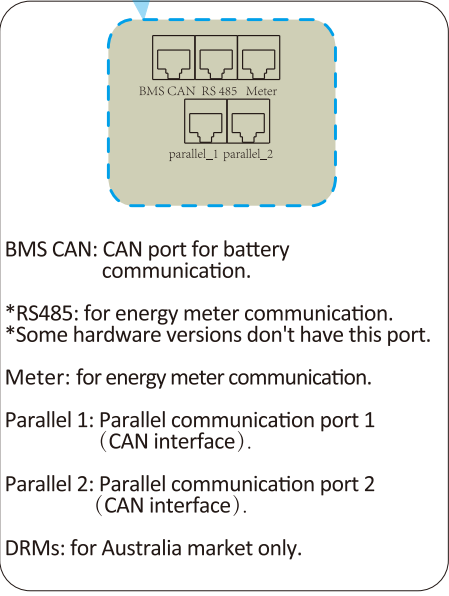 BMS CAN RS 485 Meter
parallel_1 parallel_2
BMS CAN: CAN port for battery
communication.
*RS485: for energy meter communication.
*Some hardware versions don't have this port.
Meter: for energy meter communication.
Parallel 1: Parallel communication port 1
(CAN interface).
Parallel 2: Parallel communication port 2
(CAN interface).
DRMs: for Australia market only.